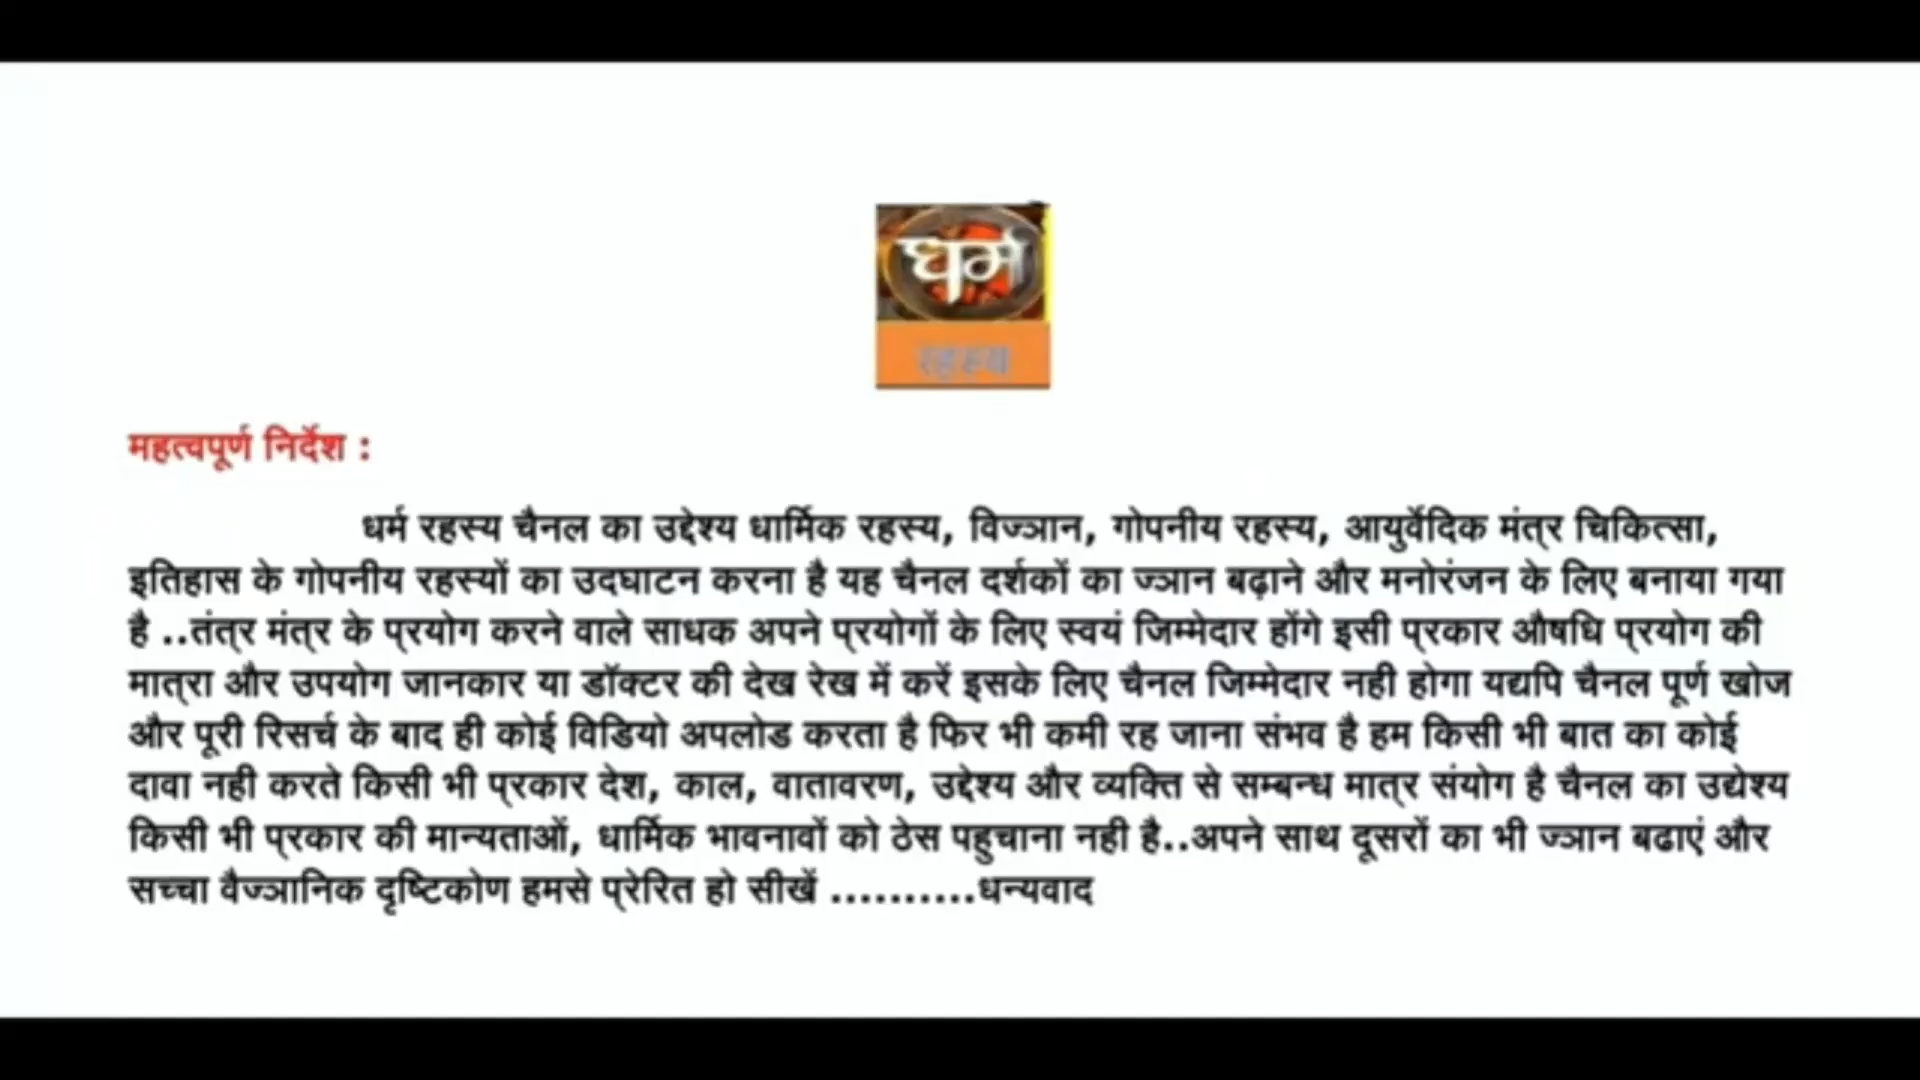 धर्म
रहस्य
महत्वपूर्ण निर्देश :
धर्म रहस्य चैनल का उद्देश्य धार्मिक रहस्य, विज्ञान, गोपनीय रहस्य, आयुर्वेदिक मंत्र चिकित्सा,
इतिहास के गोपनीय रहस्यों का उदघाटन करना है यह चैनल दर्शकों का ज्ञान बढ़ाने और मनोरंजन के लिए बनाया गया
है ..तंत्र मंत्र के प्रयोग करने वाले साधक अपने प्रयोगों के लिए स्वयं जिम्मेदार होंगे इसी प्रकार औषधि प्रयोग की
मात्रा और उपयोग जानकार या डॉक्टर की देख रेख में करें इसके लिए चैनल जिम्मेदार नही होगा यद्यपि चैनल पूर्ण खोज
और पूरी रिसर्च के बाद ही कोई विडियो अपलोड करता है फिर भी कमी रह जाना संभव है हम किसी भी बात का कोई
दावा नही करते किसी भी प्रकार देश, काल, वातावरण, उद्देश्य और व्यक्ति से सम्बन्ध मात्र संयोग है चैनल का उद्येश्य
किसी भी प्रकार की मान्यताओं, धार्मिक भावनावों को ठेस पहुचाना नही है..अपने साथ दूसरों का भी ज्ञान बढाएं और
सच्चा वैज्ञानिक दृष्टिकोण हमसे प्रेरित हो सीखें ..........धन्यवाद